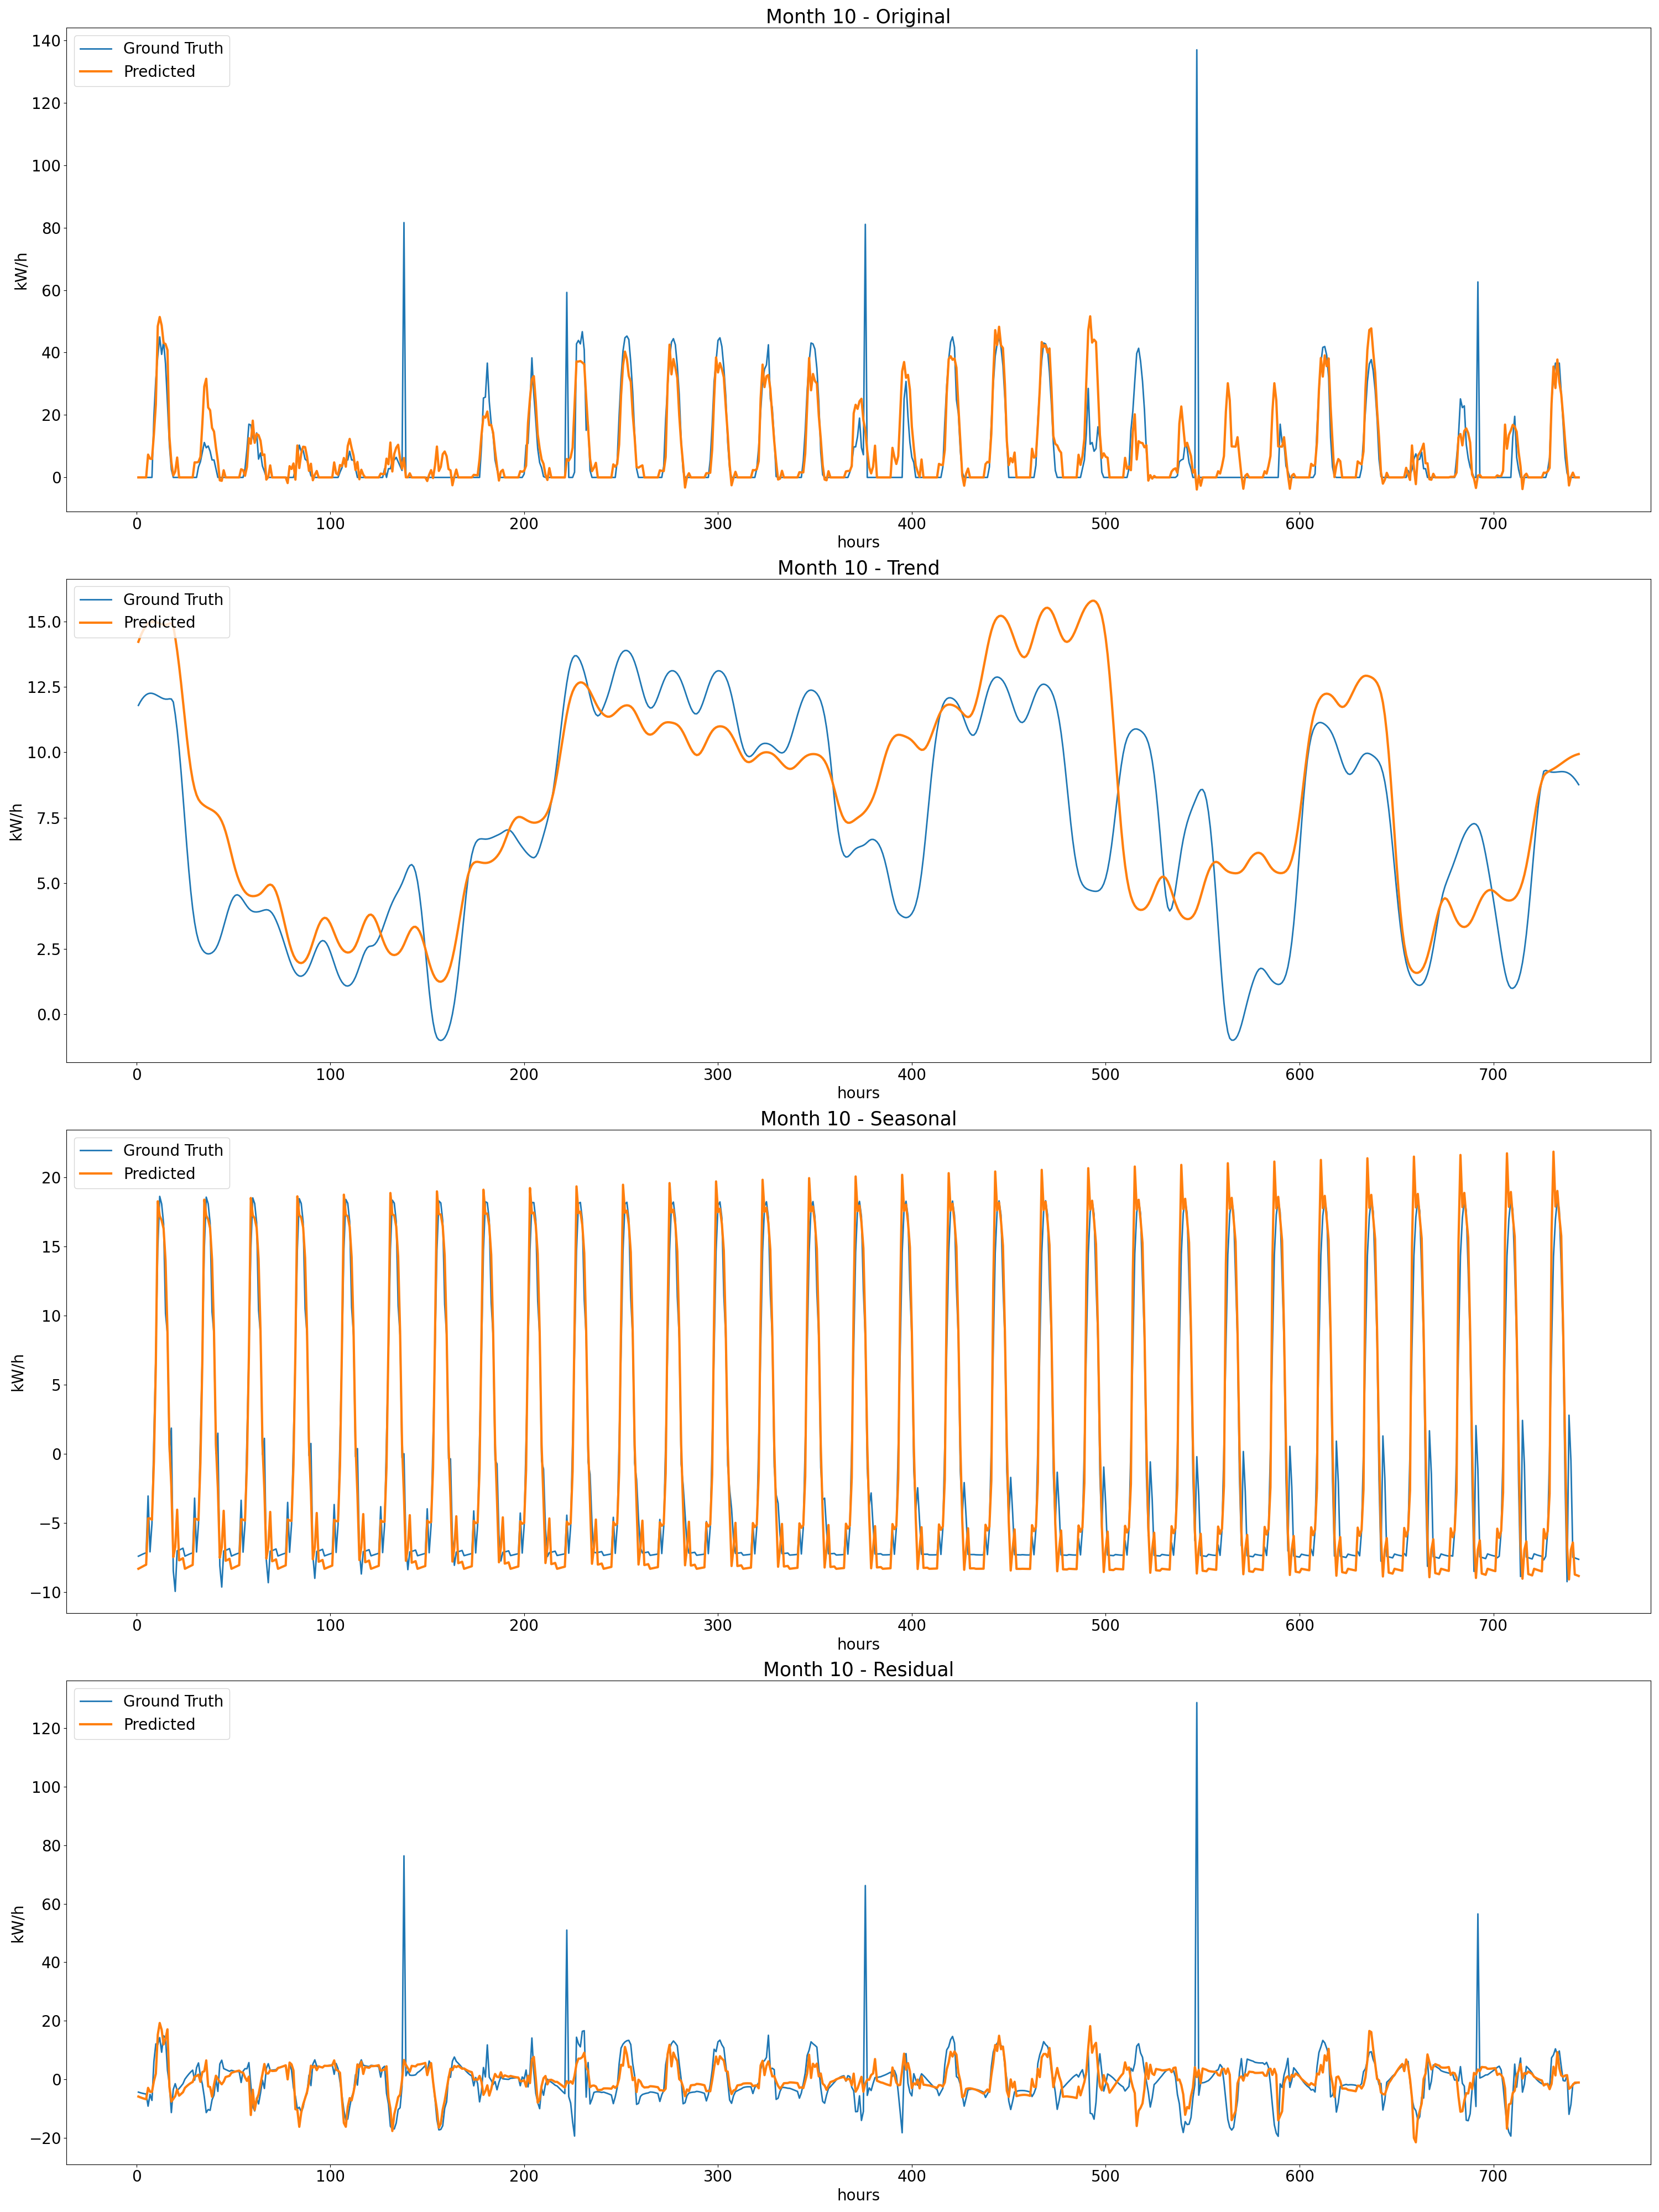 Month 10 - Original
Ground Truth
Predicted
kW/h
140
120
100
80
60
40
20
0
0 100 200 300 400 500 600 700
hours
Month 10 - Trend
Ground Truth
Predicted
kW/h
15.0
12.5
10.0
7.5
5.0
2.5
0.0
0 100 200 300 400 500 600 700
hours
Month 10 - Seasonal
Ground Truth
Predicted
kW/h
20
15
10
5
0
−5
−10
0 100 200 300 400 500 600 700
hours
Month 10 - Residual
Ground Truth
Predicted
kW/h
120
100
80
60
40
20
0
−20
0 100 200 300 400 500 600 700
hours